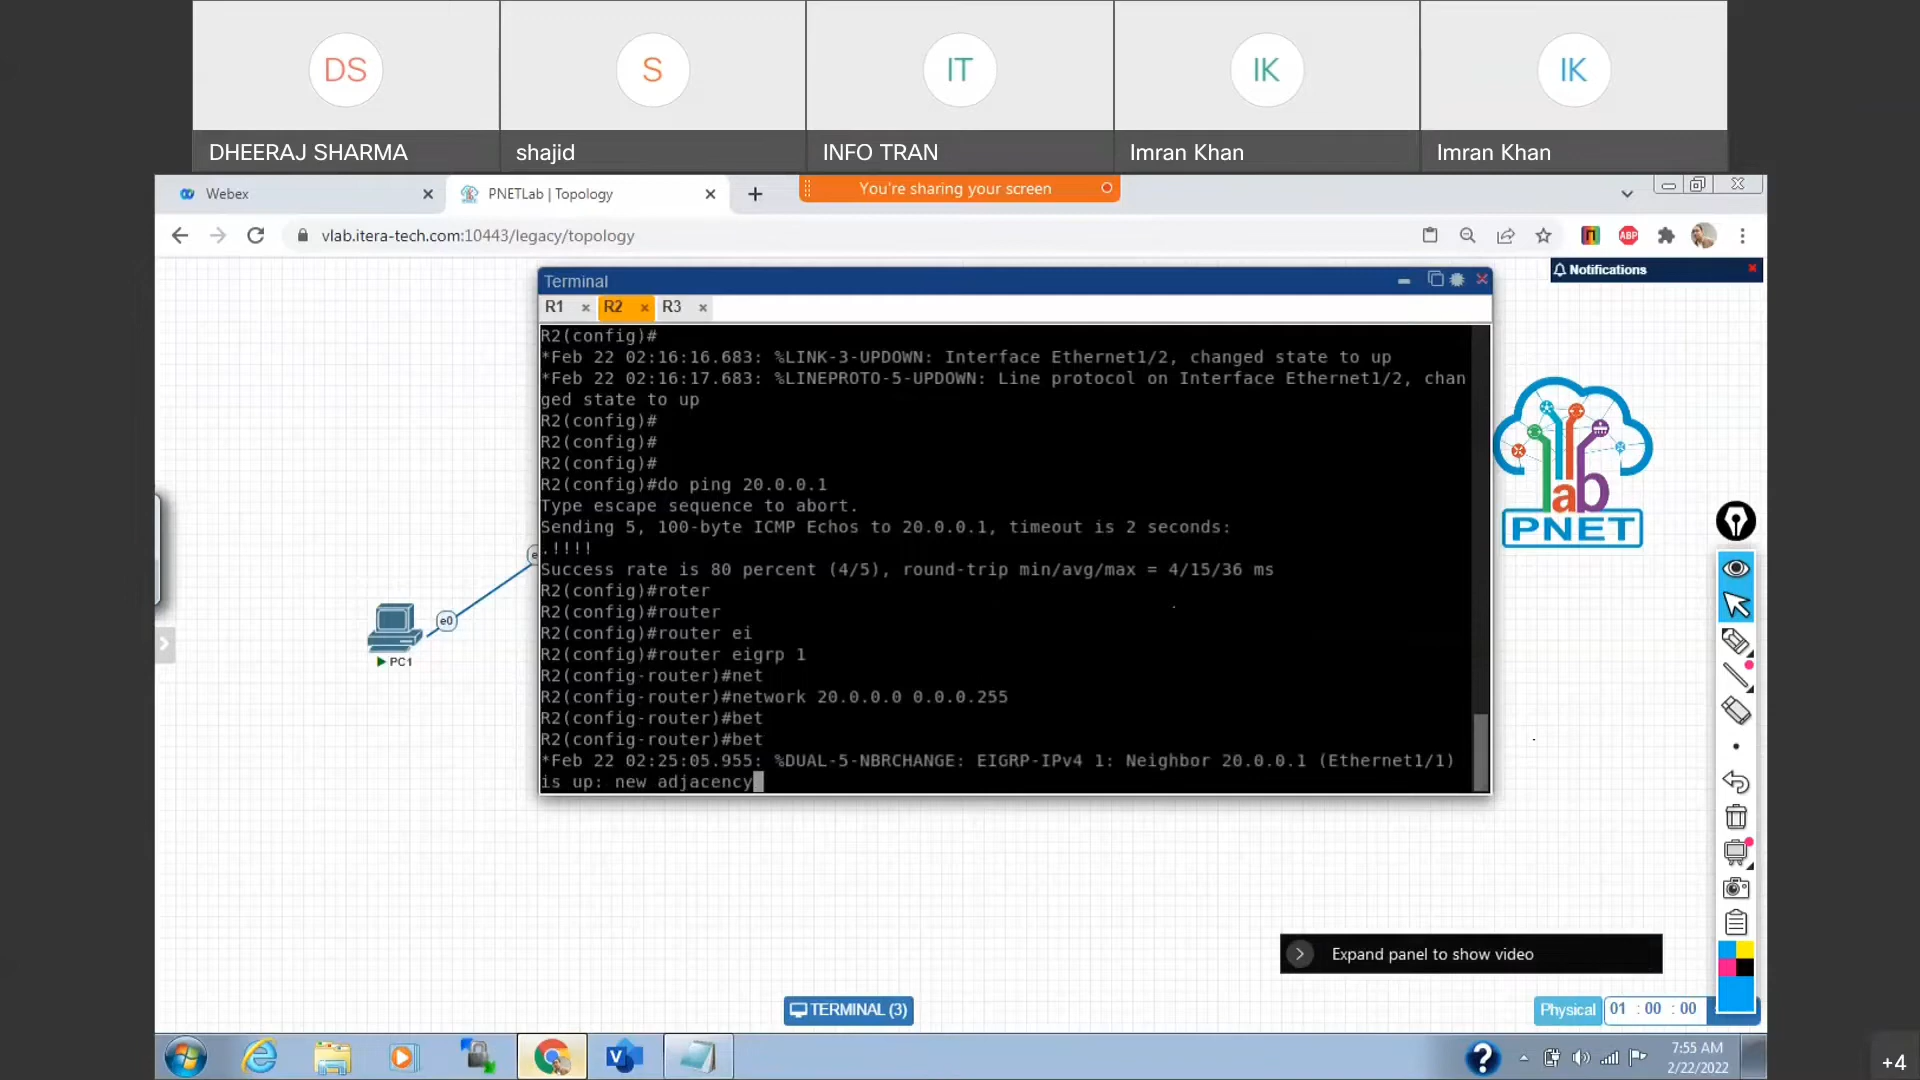 DS
S
IT
IK
IK
DHEERAJ SHARMA
shajid
INFO TRAN
Imran Khan
Imran Khan
Webex
PNETLab | Topology
You're sharing your screen
vlab.itera-tech.com:10443/legacy/topology
ABP
Notifications
Terminal
R1
R2
R3
R2(config)#
*Feb 22 02:16:16.683: %LINK-3-UPDOWN: Interface Ethernet1/2, changed state to up
*Feb 22 02:16:17.683: %LINEPROTO-5-UPDOWN: Line protocol on Interface Ethernet1/2, chan
ged state to up
R2(config)#
R2(config)#
R2(config)#
R2(config)#do ping 20.0.0.1
Type escape sequence to abort.
Sending 5, 100-byte ICMP Echos to 20.0.0.1, timeout is 2 seconds:
.!!!!
Success rate is 80 percent (4/5), round-trip min/avg/max = 4/15/36 ms
R2(config)#roter
R2(config)#router
R2(config)#router ei
R2(config)#router eigrp 1
R2(config-router)#net
R2(config-router)#network 20.0.0.0 0.0.0.255
R2(config-router)#bet
R2(config-router)#bet
*Feb 22 02:25:05.955: %DUAL-5-NBRCHANGE: EIGRP-IPv4 1: Neighbor 20.0.0.1 (Ethernet1/1)
is up: new adjacency
lab
PNET
e
e0
PC1
Expand panel to show video
TERMINAL (3)
Physical
01 : 00 : 00
7:55 AM
2/22/2022
+4